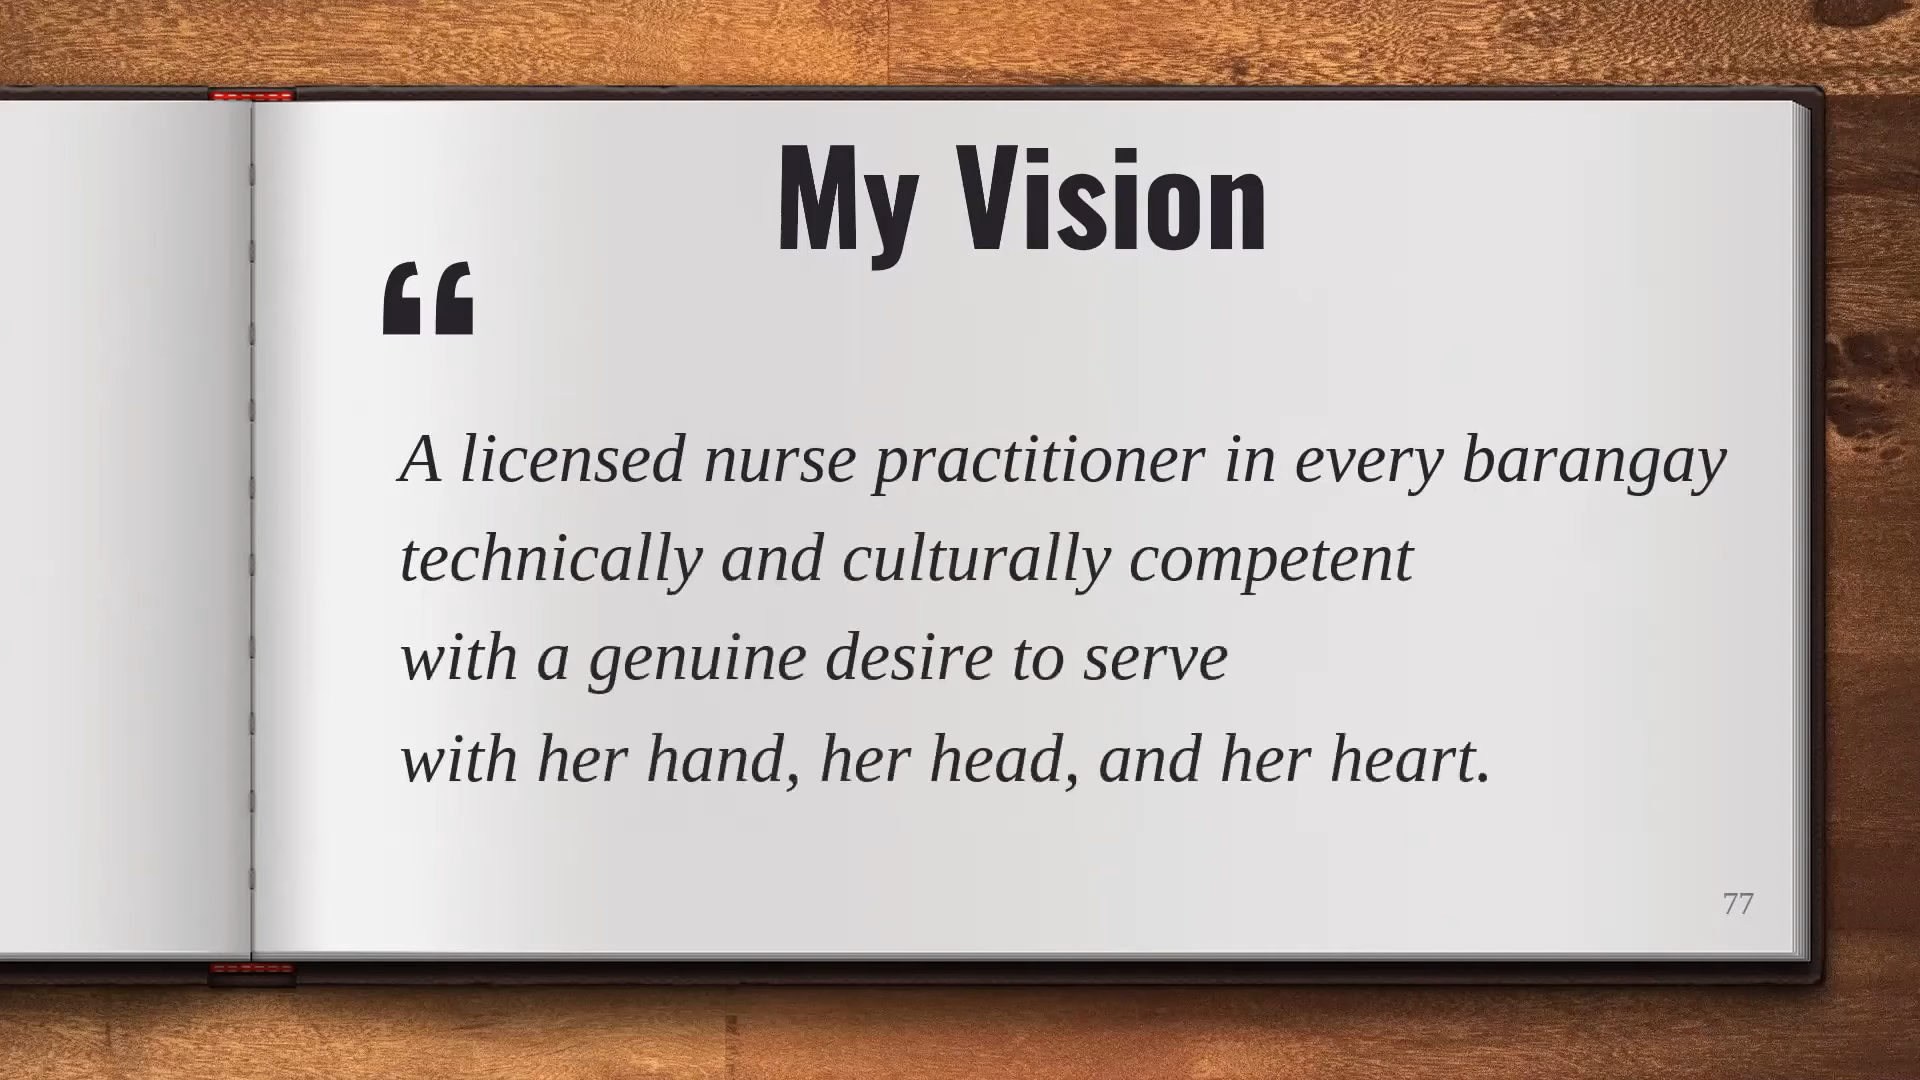 My Vision
“
A licensed nurse practitioner in every barangay
technically and culturally competent
with a genuine desire to serve
with her hand, her head, and her heart.
77